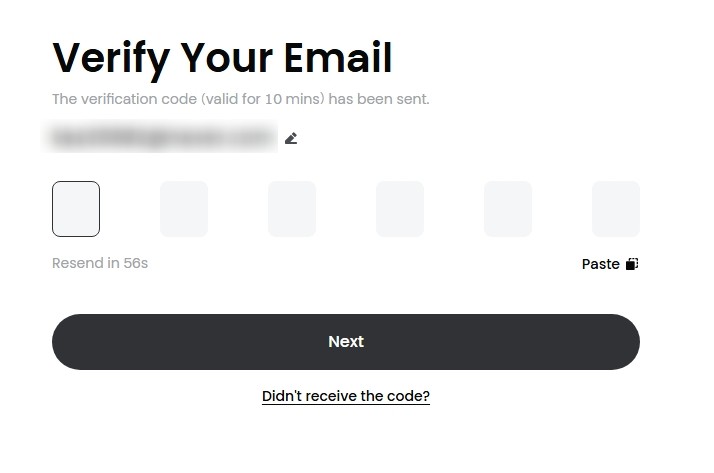 Verify Your Email
The verification code (valid for 10 mins) has been sent.
Resend in 56s
Paste
Next
Didn't receive the code?